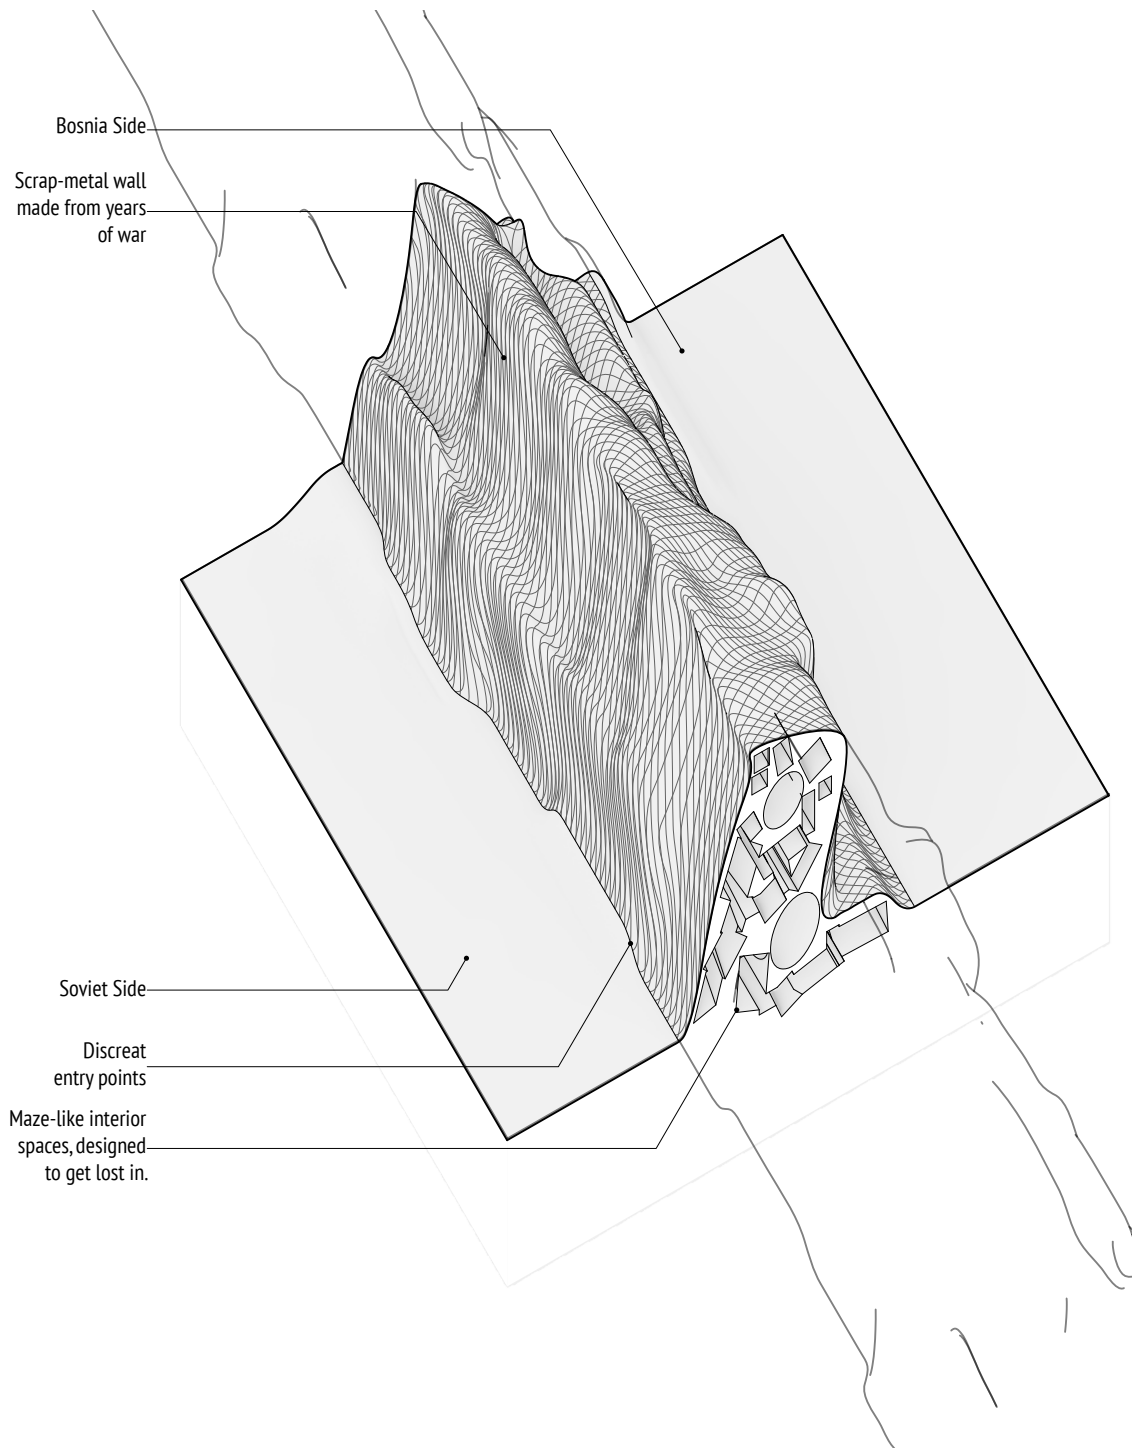 Bosnia Side
Scrap-metal wall
made from years
of war
Soviet Side
Discreat
entry points
Maze-like interior
spaces, designed
to get lost in.